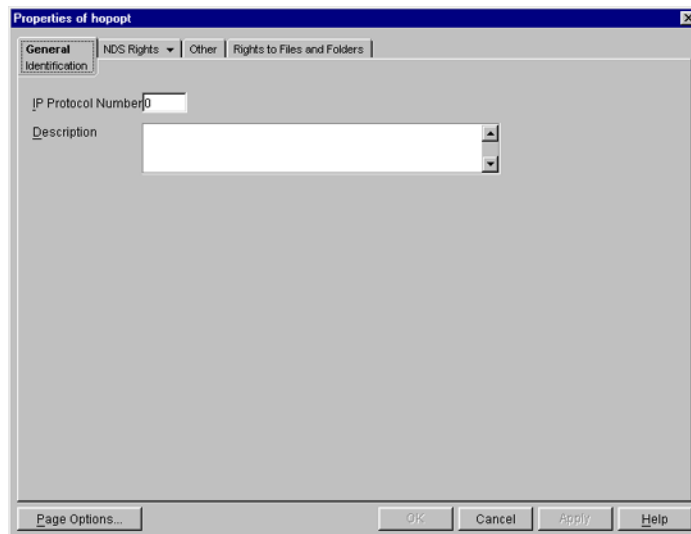 Properties of hopopt
General NDS Rights Other Rights to Files and Folders
Identification
IP Protocol Number 0
Description
Page Options... OK Cancel Apply Help